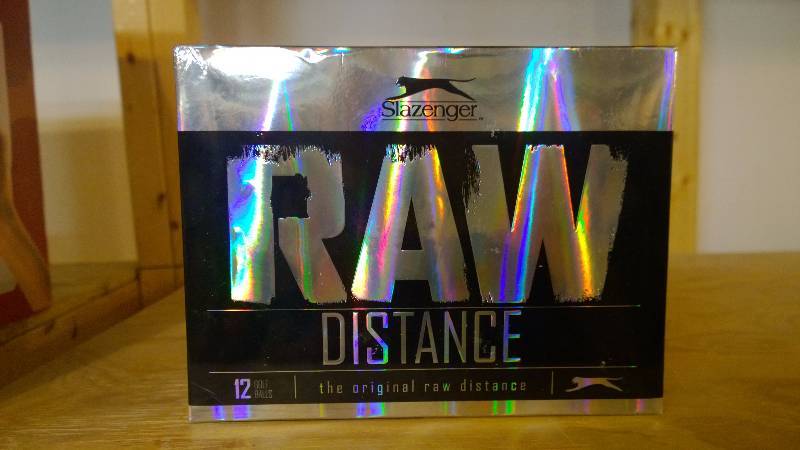 Slazenger
RAW
DISTANCE
12 GOLF BALLS
the original raw distance